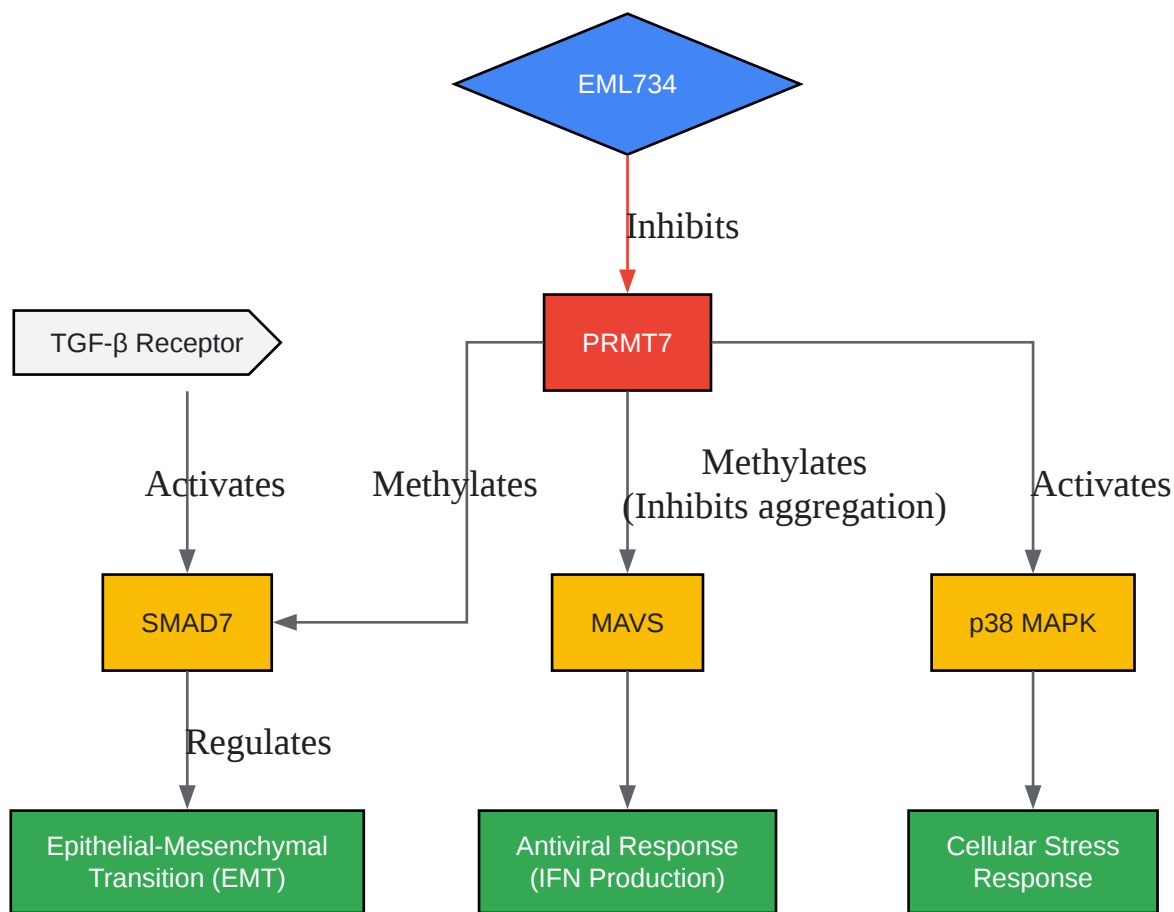 EML734
Inhibits
TGF-β Receptor
PRMT7
Activates
Methylates
Methylates
(Inhibits aggregation)
Activates
SMAD7
MAVS
p38 MAPK
Regulates
Epithelial-Mesenchymal
Transition (EMT)
Antiviral Response
(IFN Production)
Cellular Stress
Response